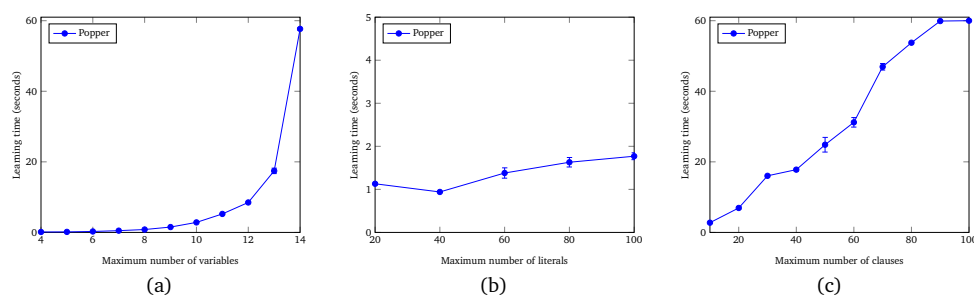 Popper
60
40
20
0
4
6
8
10
12
14
Learning time (seconds)
Maximum number of variables
(a)
Popper
5
4
3
2
1
0
20
40
60
80
100
Learning time (seconds)
Maximum number of literals
(b)
Popper
60
40
20
0
20
40
60
80
100
Learning time (seconds)
Maximum number of clauses
(c)